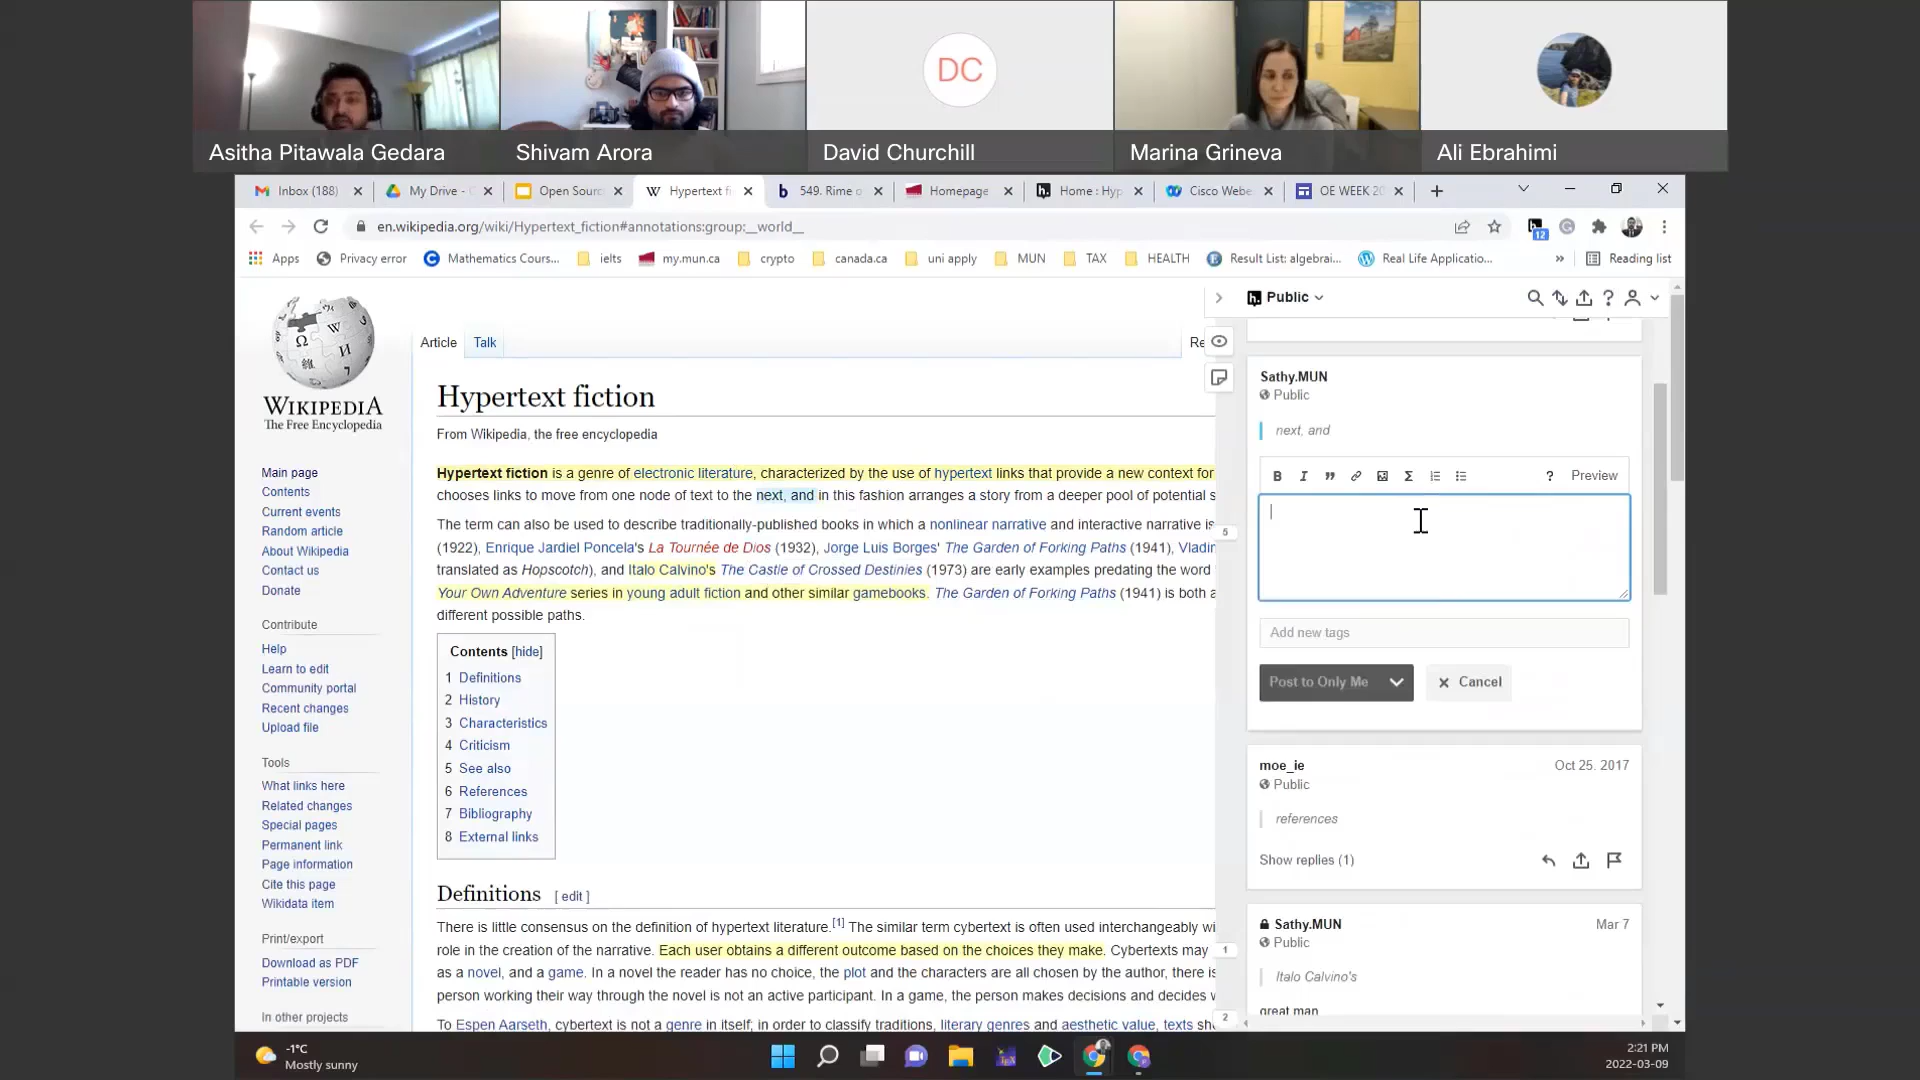 DC
Asitha Pitawala Gedara
Shivam Arora
David Churchill
Marina Grineva
Ali Ebrahimi
Inbox (188)
My Drive -
Open Sourc
Hypertext fi
549. Rime o
Homepage
Home : Hyp
Cisco Webe
OE WEEK 20
en.wikipedia.org/wiki/Hypertext_fiction#annotations:group:__world__
12
Apps
Privacy error
Mathematics Cours...
ielts
my.mun.ca
crypto
canada.ca
uni apply
MUN
TAX
HEALTH
Result List: algebrai...
Real Life Applicatio...
»
Reading list
WIKIPEDIA
The Free Encyclopedia
Main page
Contents
Current events
Random article
About Wikipedia
Contact us
Donate
Contribute
Help
Learn to edit
Community portal
Recent changes
Upload file
Tools
What links here
Related changes
Special pages
Permanent link
Page information
Cite this page
Wikidata item
Print/export
Download as PDF
Printable version
In other projects
Article
Talk
Re
Hypertext fiction
From Wikipedia, the free encyclopedia
Hypertext fiction is a genre of electronic literature, characterized by the use of hypertext links that provide a new context for
chooses links to move from one node of text to the next, and in this fashion arranges a story from a deeper pool of potential s
The term can also be used to describe traditionally-published books in which a nonlinear narrative and interactive narrative is
(1922), Enrique Jardiel Poncela's La Tournée de Dios (1932), Jorge Luis Borges' The Garden of Forking Paths (1941), Vladin
translated as Hopscotch), and Italo Calvino's The Castle of Crossed Destinies (1973) are early examples predating the word
Your Own Adventure series in young adult fiction and other similar gamebooks. The Garden of Forking Paths (1941) is both a
different possible paths.
Contents [hide]
1 Definitions
2 History
3 Characteristics
4 Criticism
5 See also
6 References
7 Bibliography
8 External links
Definitions [ edit ]
There is little consensus on the definition of hypertext literature.[1] The similar term cybertext is often used interchangeably wi
role in the creation of the narrative. Each user obtains a different outcome based on the choices they make. Cybertexts may
as a novel, and a game. In a novel the reader has no choice, the plot and the characters are all chosen by the author, there is
person working their way through the novel is not an active participant. In a game, the person makes decisions and decides w
To Espen Aarseth, cybertext is not a genre in itself; in order to classify traditions, literary genres and aesthetic value, texts sho
5
1
2
Public
Sathy.MUN
Public
next, and
B I Σ ? Preview
Add new tags
Post to Only Me
Cancel
moe_ie Oct 25, 2017
Public
references
Show replies (1)
Sathy.MUN Mar 7
Public
Italo Calvino's
great man
-1°C
Mostly sunny
2:21 PM
2022-03-09